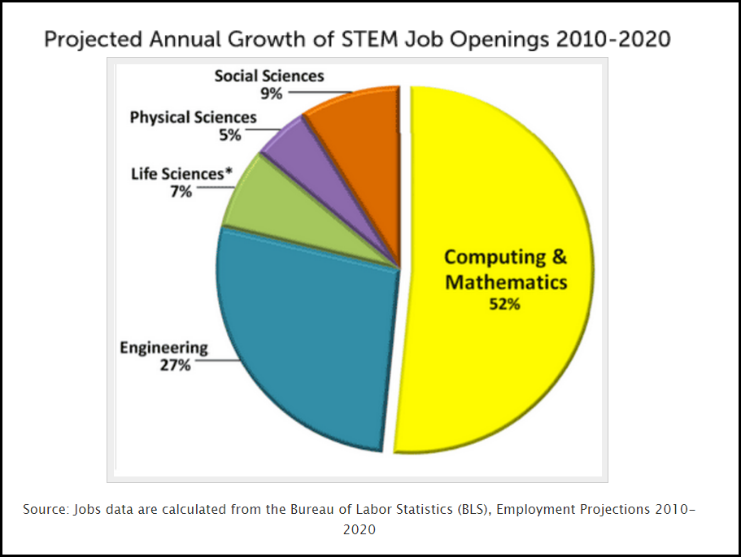 Projected Annual Growth of STEM Job Openings 2010-2020
Social Sciences
9%
Physical Sciences
5%
Life Sciences*
7%
Computing &
Mathematics
52%
Engineering
27%
Source: Jobs data are calculated from the Bureau of Labor Statistics (BLS), Employment Projections 2010-
2020